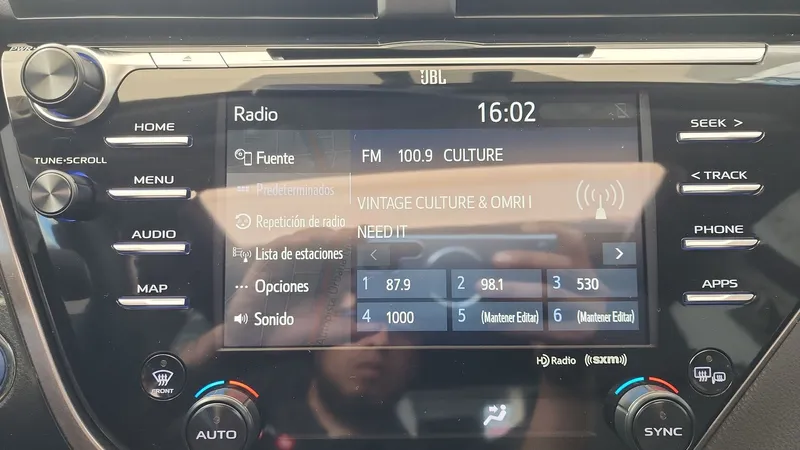 JBL
Radio 16:02
HOME
SEEK >
TUNE•SCROLL
Fuente
FM 100.9 CULTURE
MENU
< TRACK
Predeterminados
VINTAGE CULTURE & OMRI I
NEED IT
Repetición de radio
AUDIO
PHONE
Lista de estaciones
< >
MAP
APPS
Opciones
1 87.9 2 98.1 3 530
Sonido
4 1000 5 (Mantener Editar) 6 (Mantener Editar)
HD Radio ((sxm))
FRONT
AUTO
SYNC